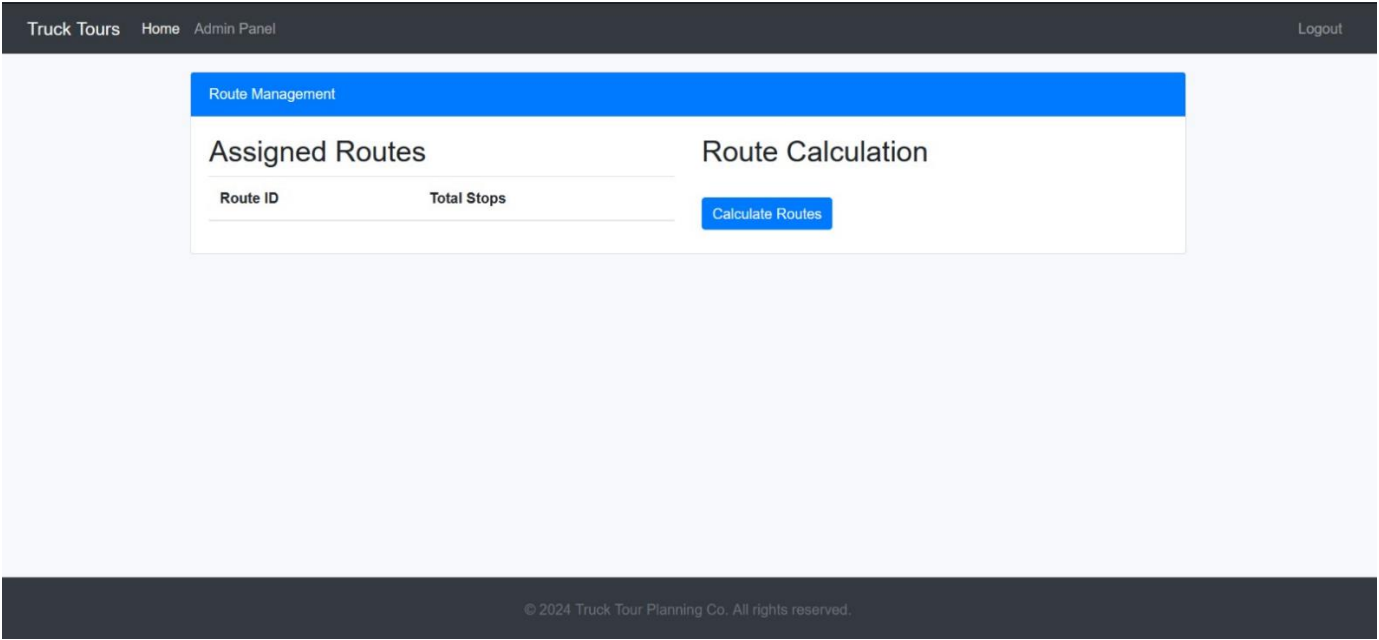 Truck Tours Home Admin Panel Logout
Route Management
Assigned Routes
Route ID Total Stops
Route Calculation
Calculate Routes
© 2024 Truck Tour Planning Co. All rights reserved.